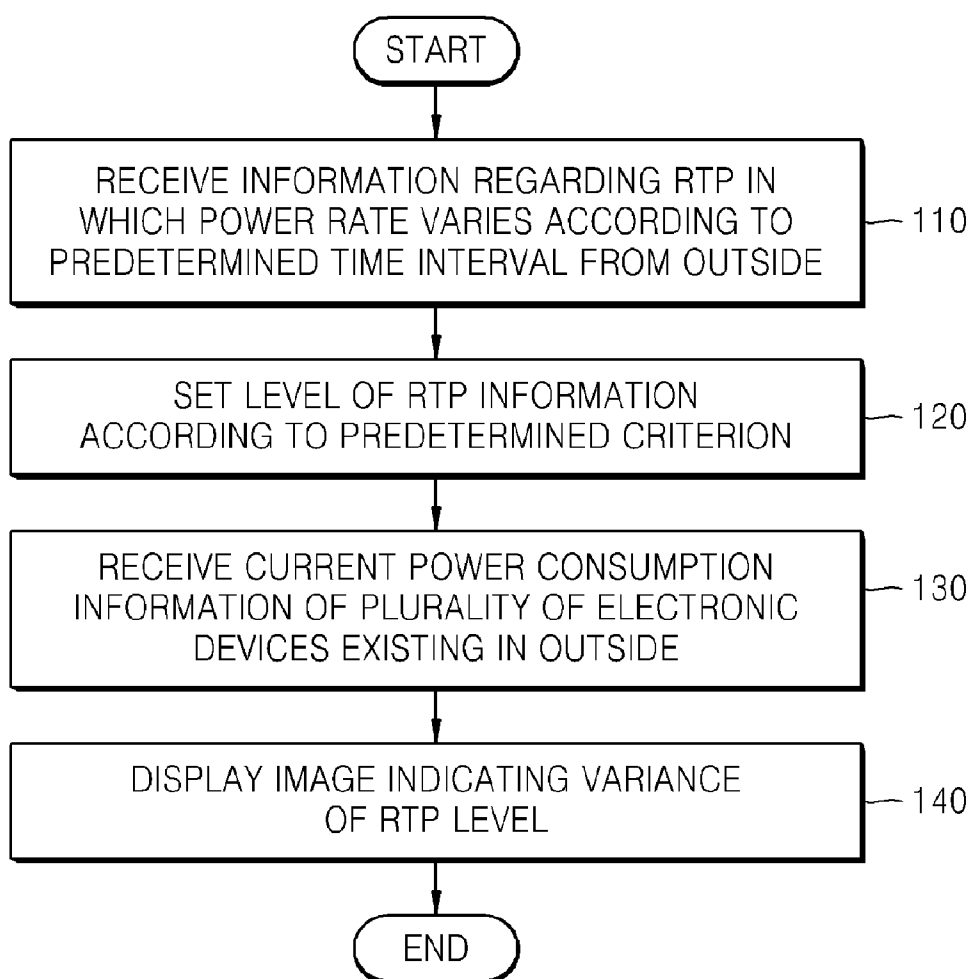 START
RECEIVE INFORMATION REGARDING RTP IN
WHICH POWER RATE VARIES ACCORDING TO
PREDETERMINED TIME INTERVAL FROM OUTSIDE
110
SET LEVEL OF RTP INFORMATION
ACCORDING TO PREDETERMINED CRITERION
120
RECEIVE CURRENT POWER CONSUMPTION
INFORMATION OF PLURALITY OF ELECTRONIC
DEVICES EXISTING IN OUTSIDE
130
DISPLAY IMAGE INDICATING VARIANCE
OF RTP LEVEL
140
END